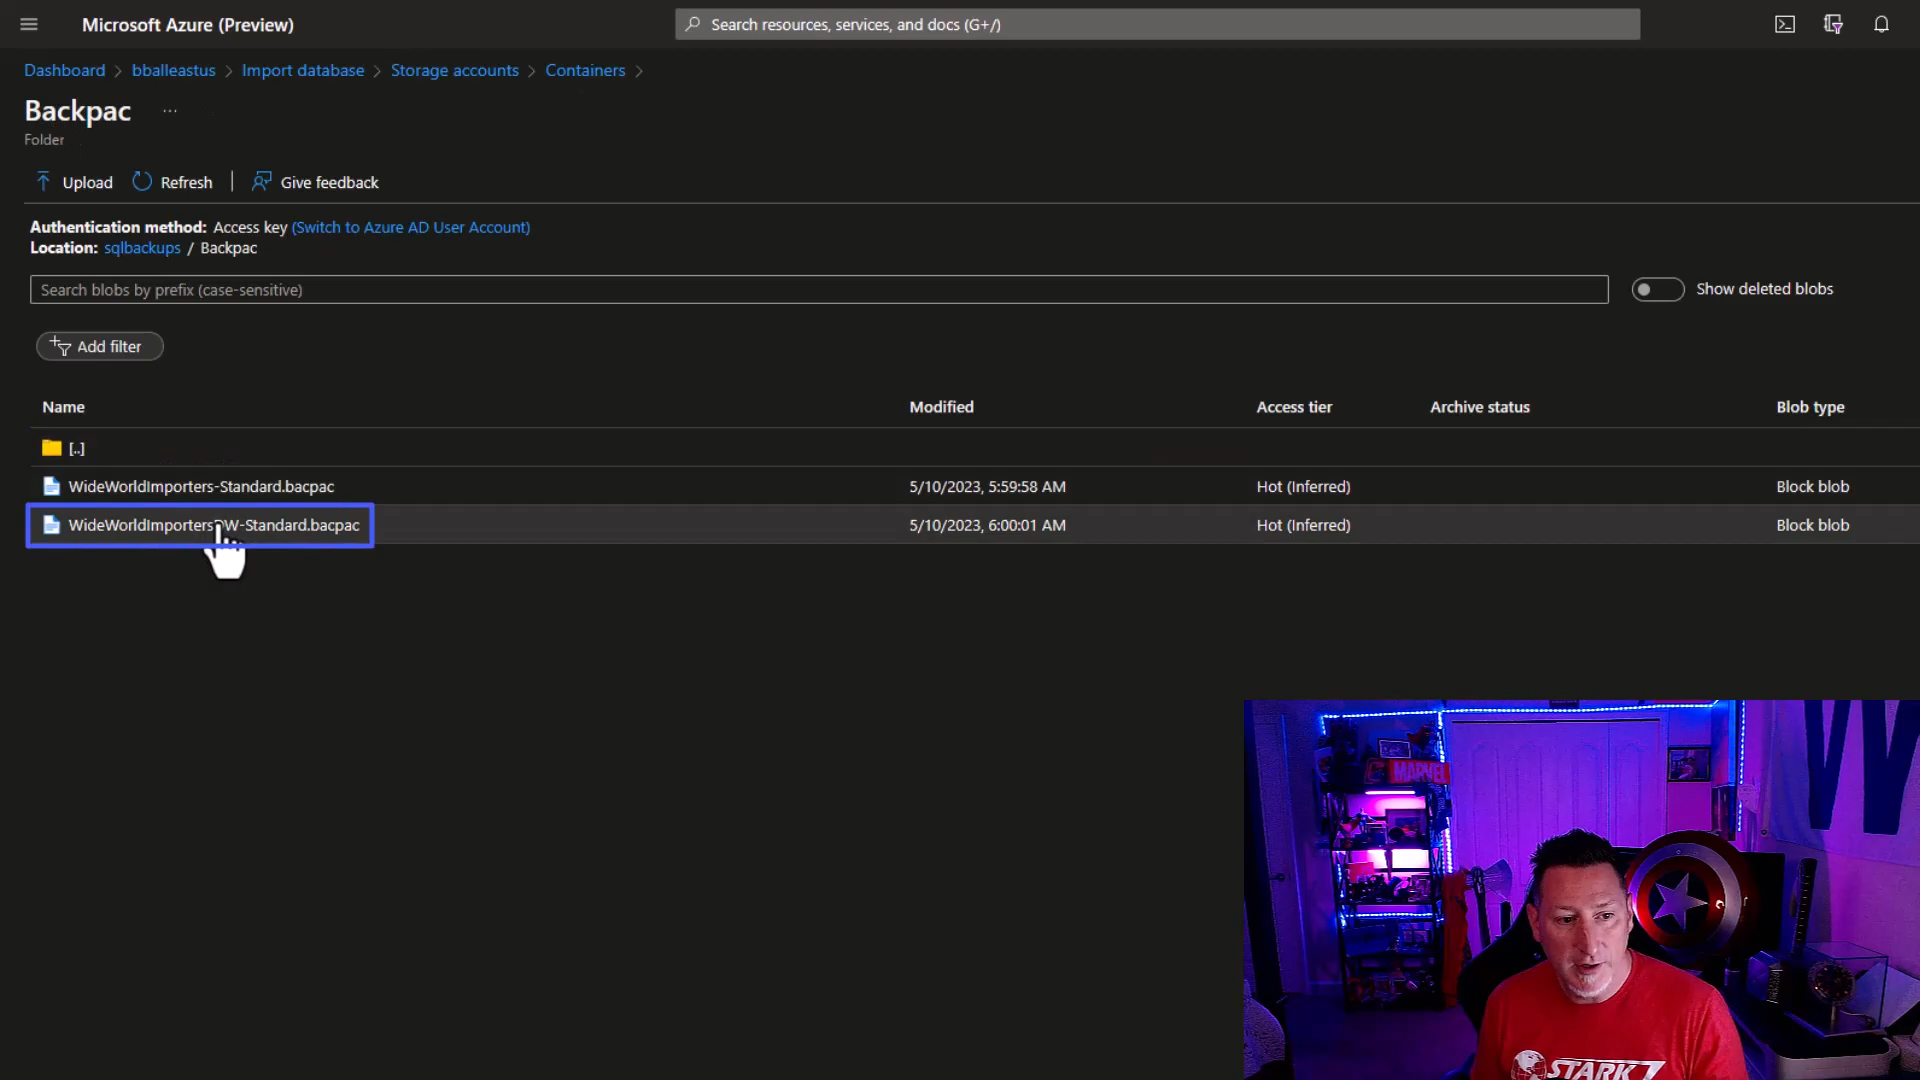 Microsoft Azure (Preview)
Search resources, services, and docs (G+/)
Dashboard > bballeastus > Import database > Storage accounts > Containers >
Backpac ...
Folder
Upload Refresh | Give feedback
Authentication method: Access key (Switch to Azure AD User Account)
Location: sqlbackups / Backpac
Search blobs by prefix (case-sensitive)
Show deleted blobs
Add filter
Name Modified Access tier Archive status Blob type
[..]
WideWorldImporters-Standard.bacpac 5/10/2023, 5:59:58 AM Hot (Inferred) Block blob
WideWorldImportersDW-Standard.bacpac 5/10/2023, 6:00:01 AM Hot (Inferred) Block blob
MARVEL
W
STARK